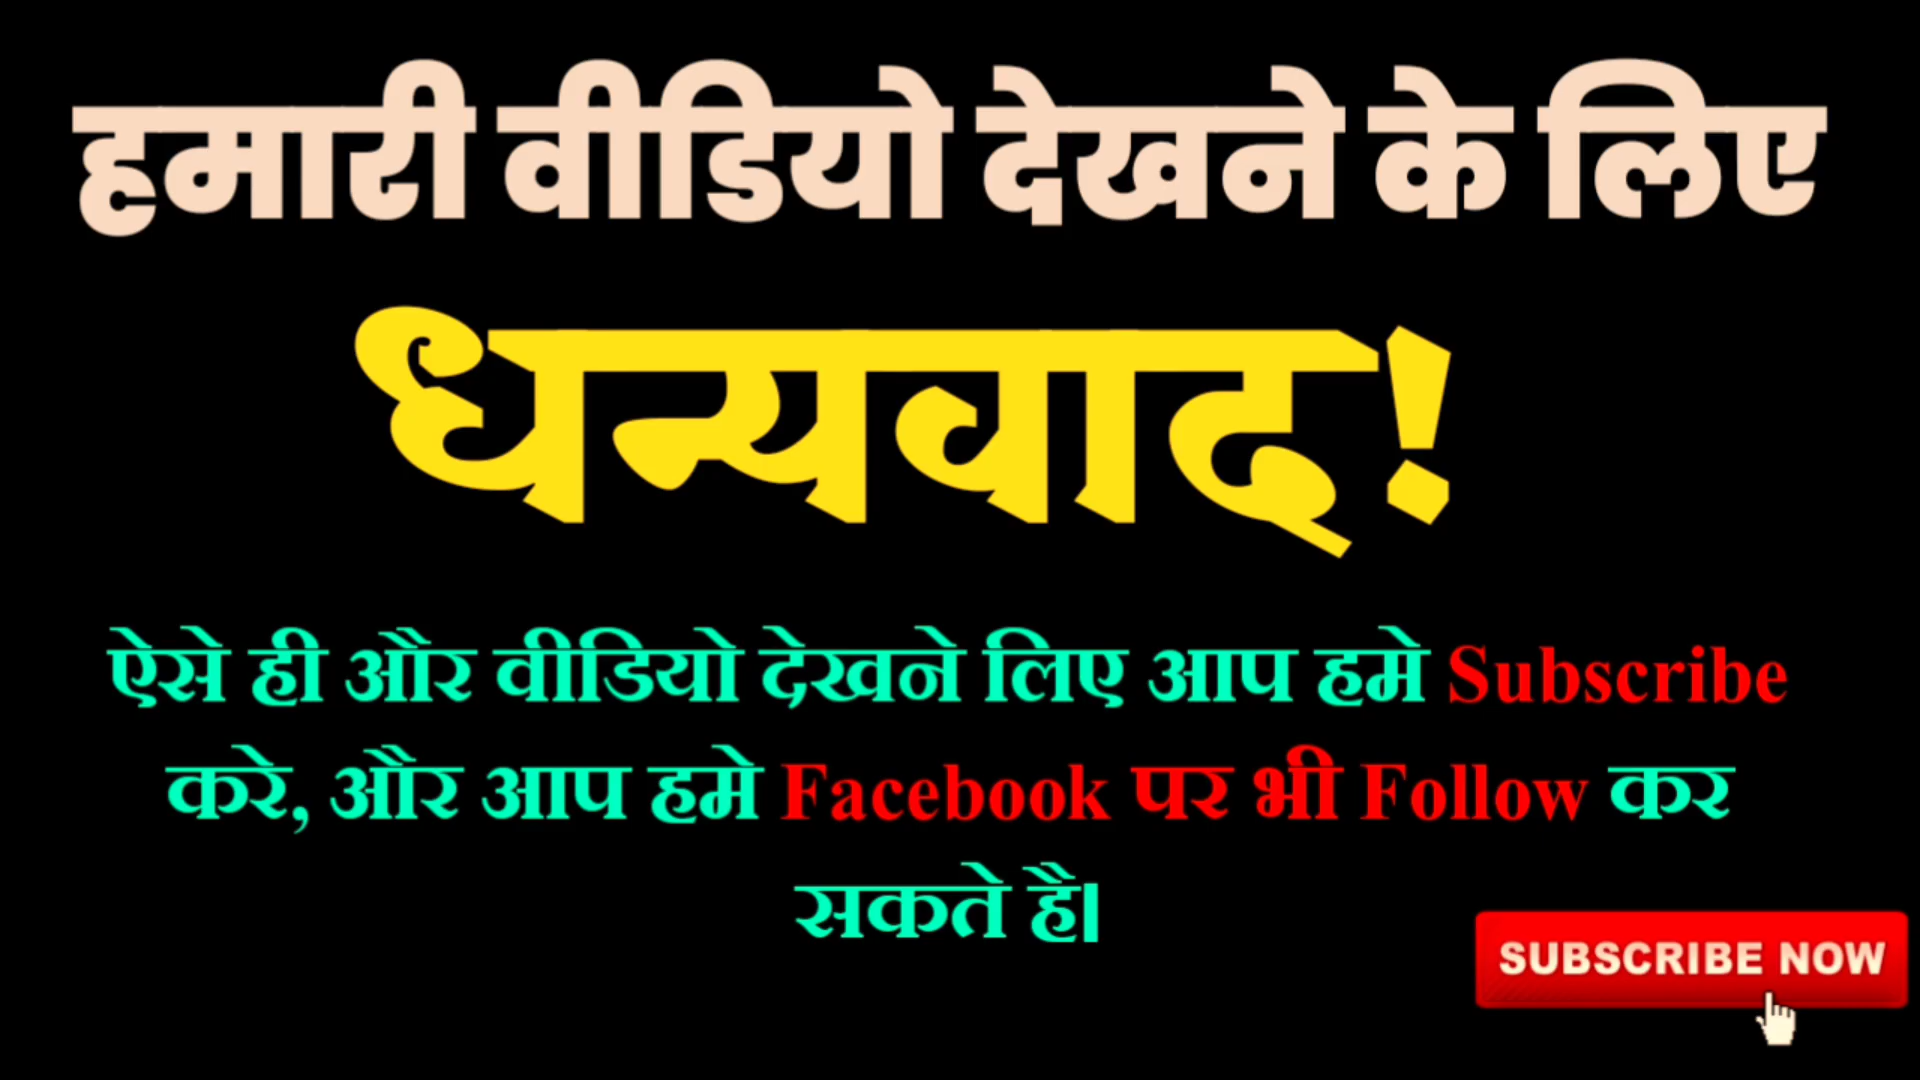 हमारी वीडियो देखने के लिए
धन्यवाद!
ऐसे ही और वीडियो देखने लिए आप हमे Subscribe
करे, और आप हमे Facebook पर भी Follow कर
सकते है।
SUBSCRIBE NOW